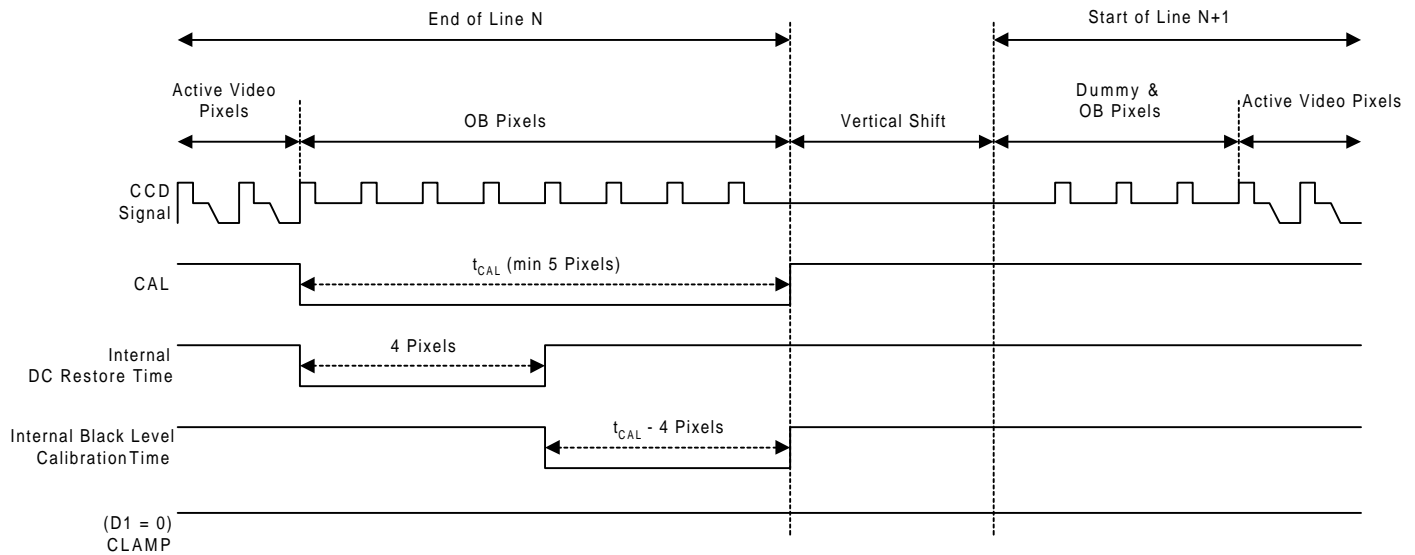 End of Line N
Start of Line N+1
Active Video
Pixels
OB Pixels
Vertical Shift
Dummy &
OB Pixels
Active Video Pixels
CCD
Signal
CAL
tCAL (min 5 Pixels)
Internal
DC Restore Time
4 Pixels
Internal Black Level
CalibrationTime
tCAL - 4 Pixels
(D1 = 0)
CLAMP